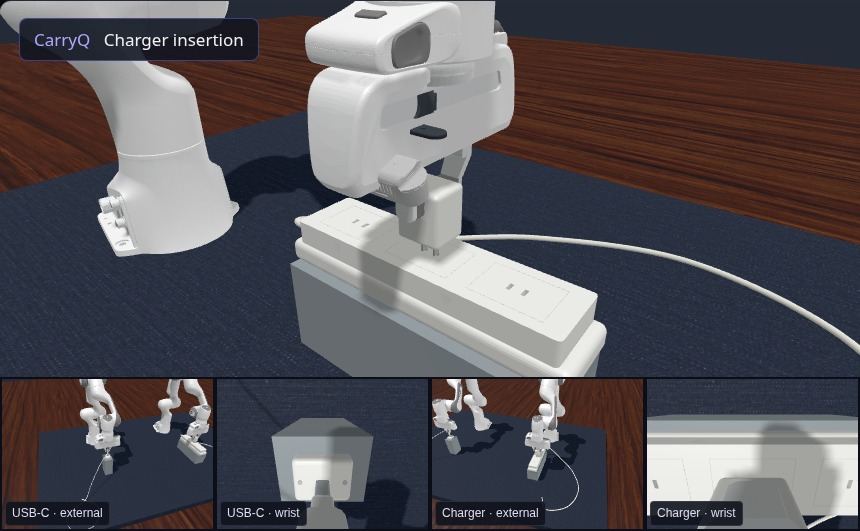 CarryQ Charger insertion
USB-C · external
USB-C · wrist
Charger · external
Charger · wrist